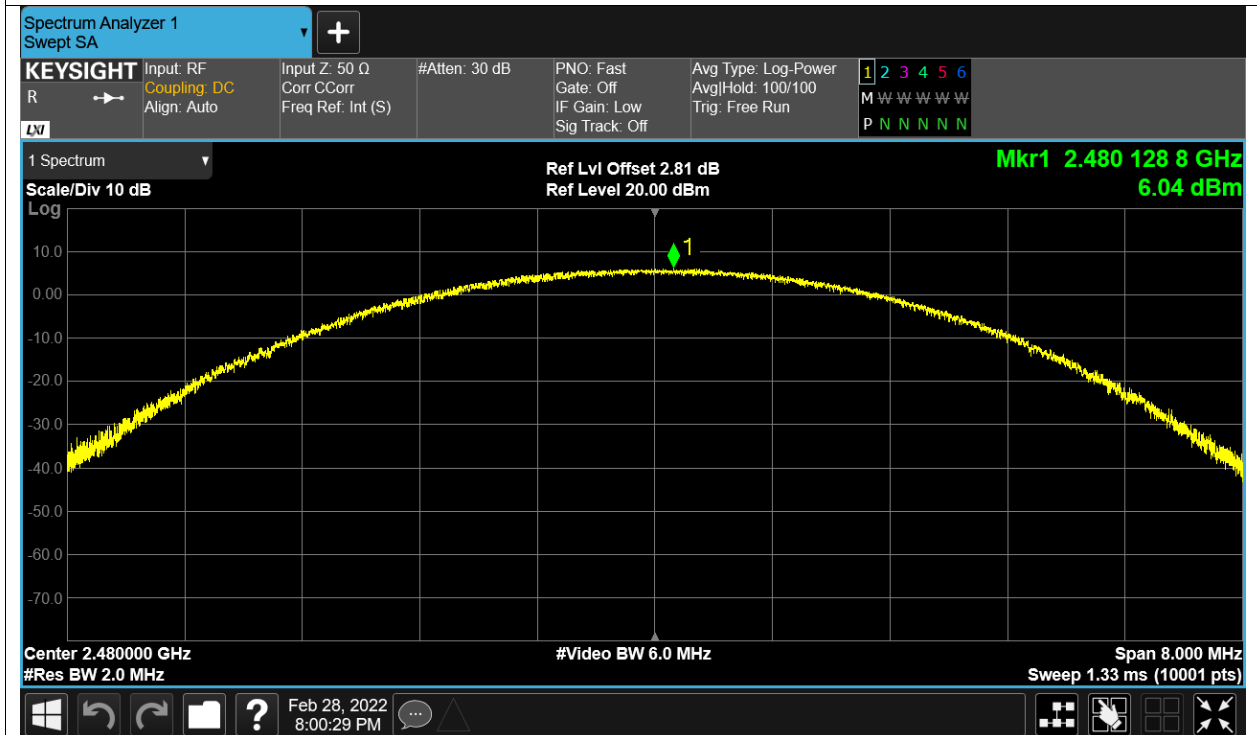 Spectrum Analyzer 1
Swept SA
+
KEYSIGHT
R
LXI
Input: RF
Coupling: DC
Align: Auto
Input Z: 50 Ω
Corr CCorr
Freq Ref: Int (S)
#Atten: 30 dB
PNO: Fast
Gate: Off
IF Gain: Low
Sig Track: Off
Avg Type: Log-Power
Avg|Hold: 100/100
Trig: Free Run
1 2 3 4 5 6
M W W W W W
P N N N N N N
1 Spectrum
Scale/Div 10 dB
Log
Ref Lvl Offset 2.81 dB
Ref Level 20.00 dBm
Mkr1 2.480 128 8 GHz
6.04 dBm
1
10.0
0.00
-10.0
-20.0
-30.0
-40.0
-50.0
-60.0
-70.0
Center 2.480000 GHz
#Res BW 2.0 MHz
#Video BW 6.0 MHz
Span 8.000 MHz
Sweep 1.33 ms (10001 pts)
?
Feb 28, 2022
8:00:29 PM